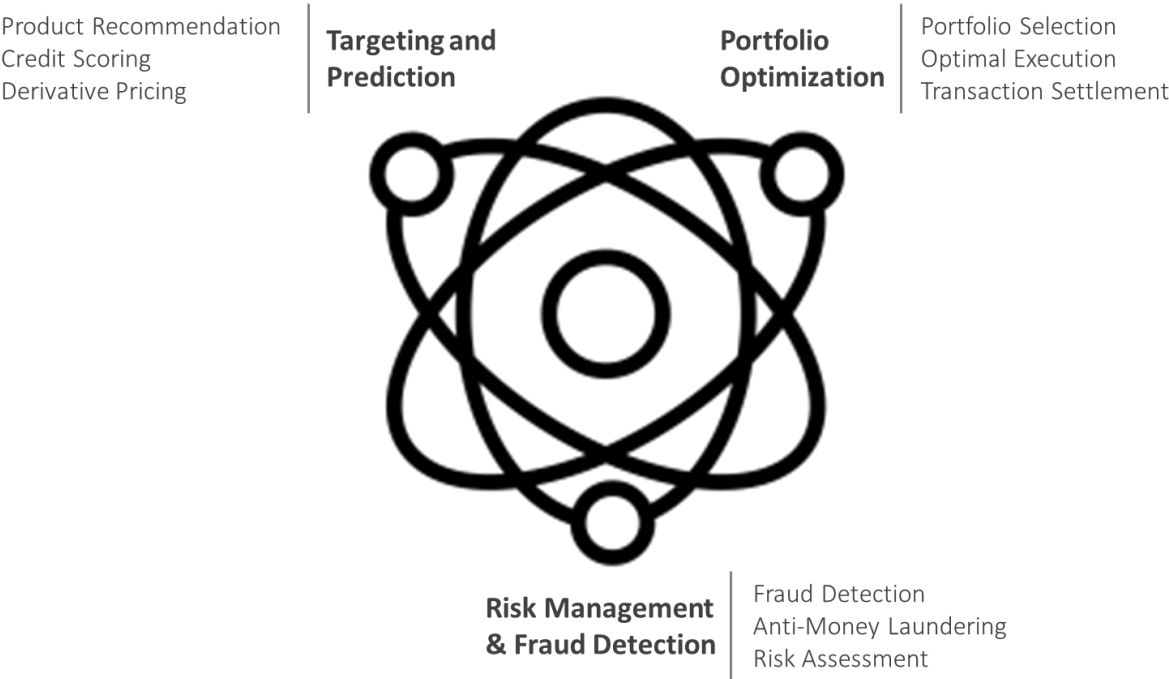 Product Recommendation
Credit Scoring
Derivative Pricing
Targeting and
Prediction
Portfolio
Optimization
Portfolio Selection
Optimal Execution
Transaction Settlement
Risk Management
& Fraud Detection
Fraud Detection
Anti-Money Laundering
Risk Assessment